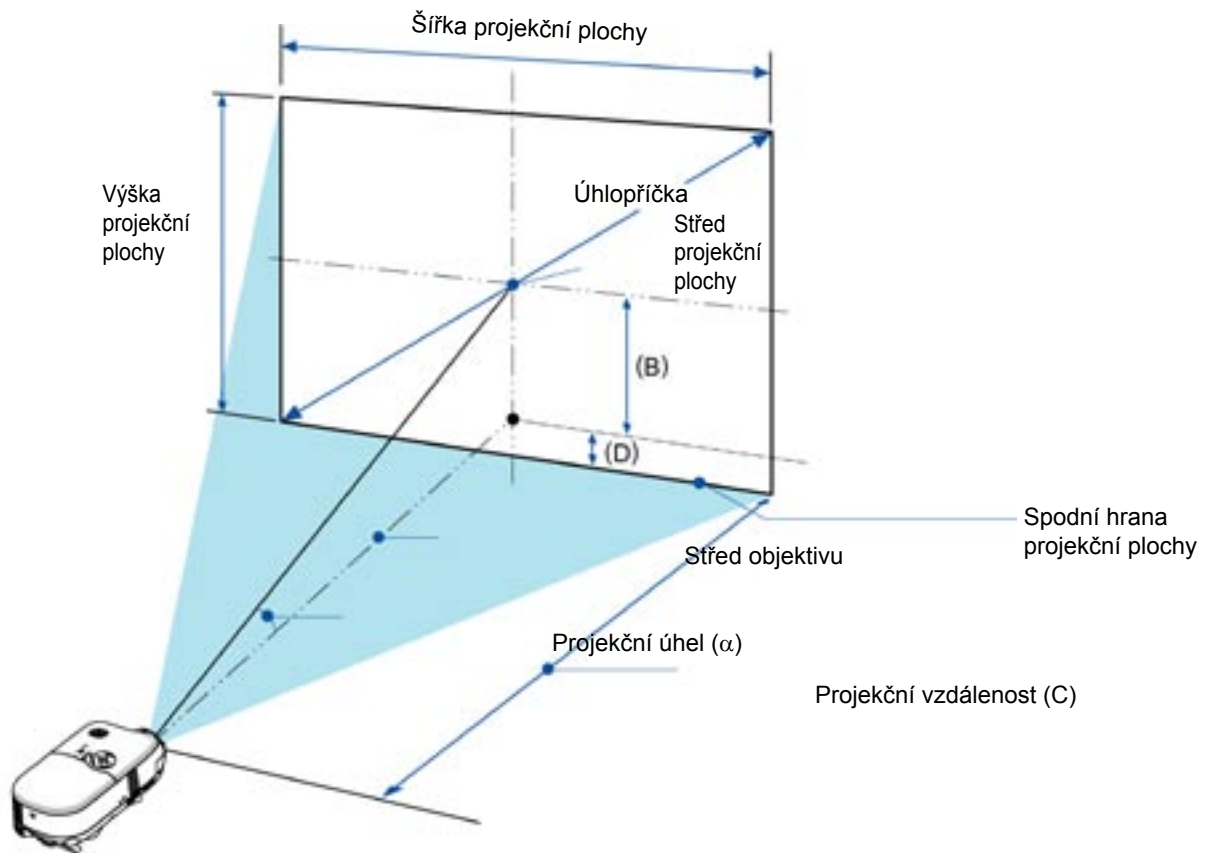 Šířka projekční plochy
Výška
projekční
plochy
Úhlopříčka
Střed
projekční
plochy
(B)
(D)
Spodní hrana
projekční plochy
Střed objektivu
Projekční úhel (α)
Projekční vzdálenost (C)